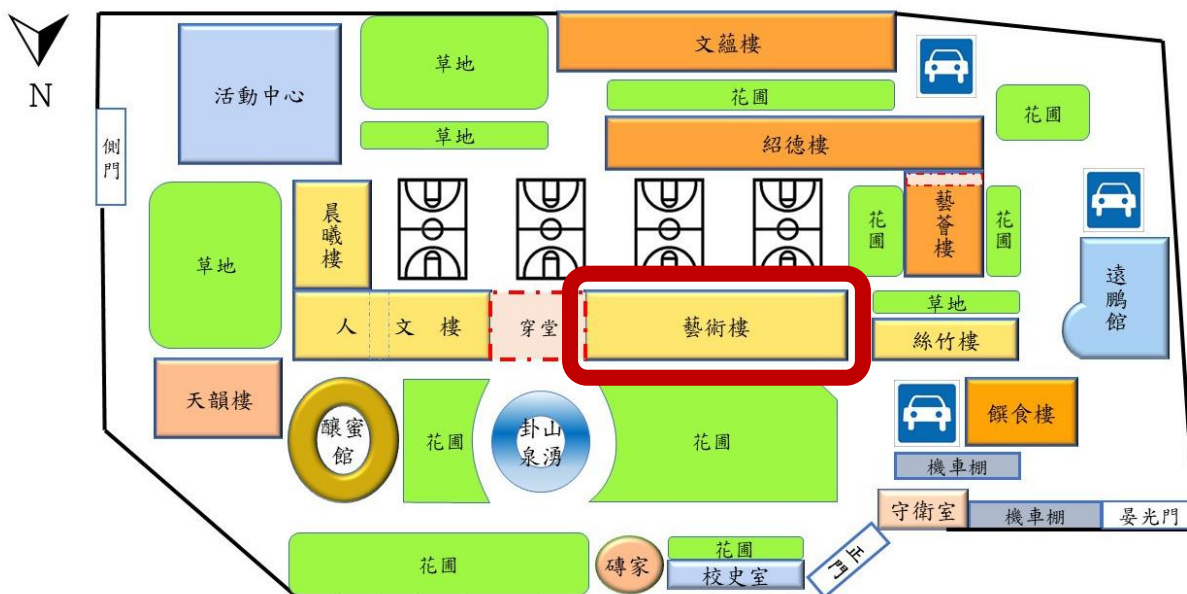 文蘊樓
草地
活動中心
花圃
花圃
N
草地
紹德樓
側門
花圃
藝薈樓
花圃
晨曦樓
草地
遠鵬館
草地
人文樓
穿堂
藝術樓
絲竹樓
天韻樓
釀蜜館
花圃
卦山
泉湧
花圃
饌食樓
機車棚
守衛室
機車棚
晏光門
花圃
磚家
花圃
校史室
正門